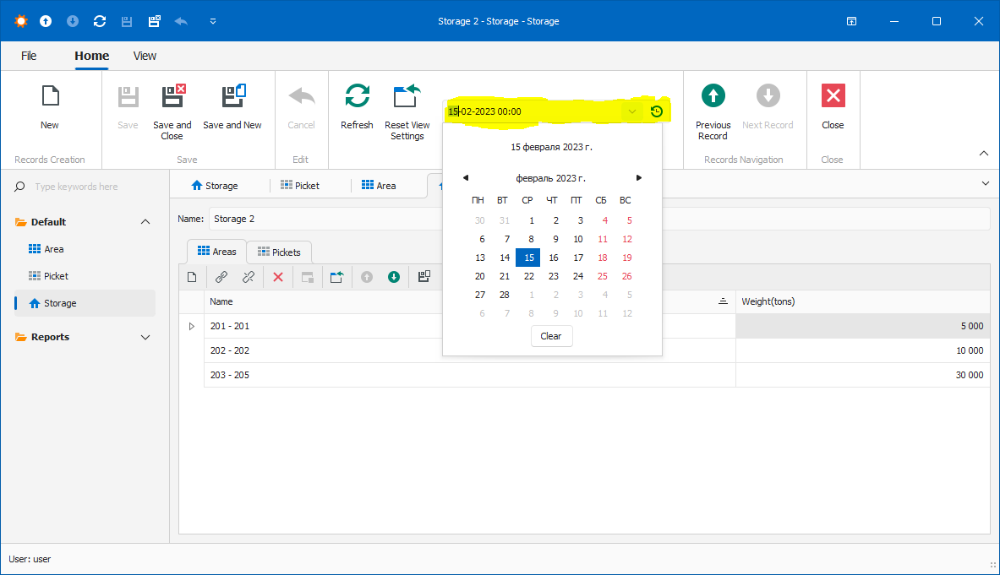 Storage 2 - Storage - Storage
File Home View
New
Save
Save and Close
Save and New
Cancel
Refresh
Reset View Settings
15-02-2023 00:00
Previous Record
Next Record
Close
Records Creation
Save
Edit
Records Navigation
Close
Type keywords here
Default
Area
Picket
Storage
Reports
Storage Picket Area
Name: Storage 2
Areas Pickets
Name Weight(tons)
201 - 201 5 000
202 - 202 10 000
203 - 205 30 000
15 февраля 2023 г.
февраль 2023 г.
ПН ВТ СР ЧТ ПТ СБ ВС
30 31 1 2 3 4 5
6 7 8 9 10 11 12
13 14 15 16 17 18 19
20 21 22 23 24 25 26
27 28 1 2 3 4 5
6 7 8 9 10 11 12
Clear
User: user